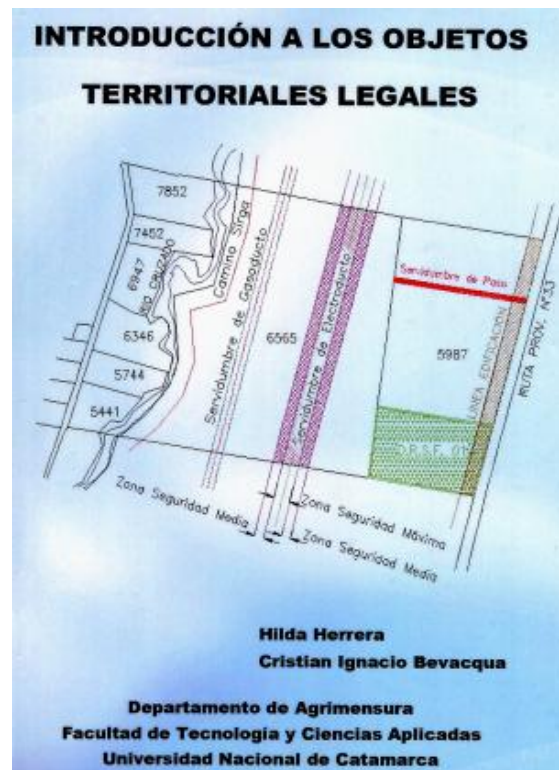 INTRODUCCIÓN A LOS OBJETOS
TERRITORIALES LEGALES
7852
7452
6947
RIO CRUZADO
6346
5744
5441
Camino Sirga
Servidumbre de Gasoducto
6565
Servidumbre de Electroducto
Servidumbre de Paso
5987
LINEA EDIFICACION
RUTA PROV. N°33
Zona Seguridad Media
Zona Seguridad Máxima
Zona Seguridad Media
Hilda Herrera
Cristian Ignacio Bevacqua
Departamento de Agrimensura
Facultad de Tecnología y Ciencias Aplicadas
Universidad Nacional de Catamarca